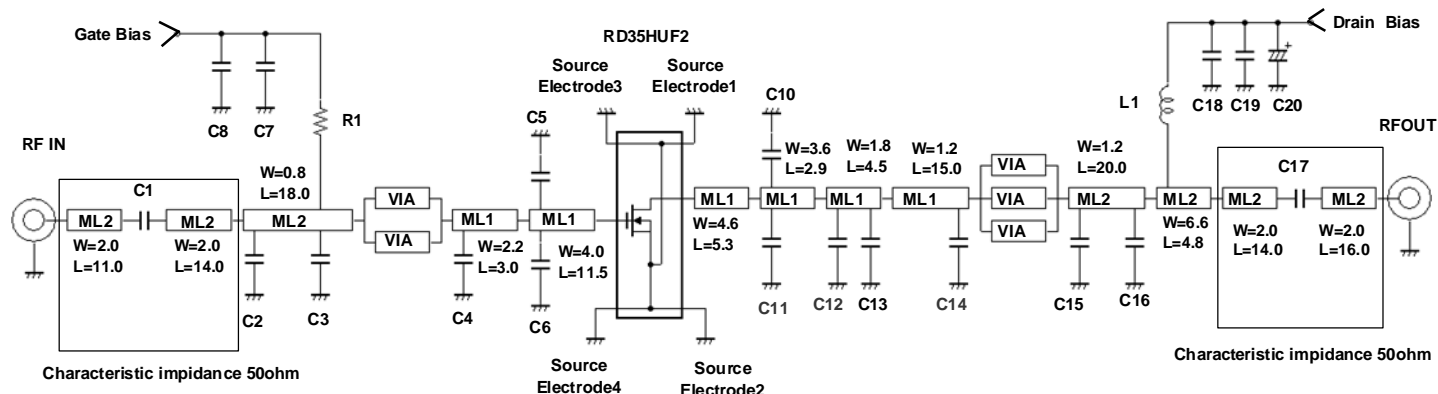 Gate Bias
C8
C7
R1
RF IN
C1
ML2
W=2.0
L=11.0
ML2
W=2.0
L=14.0
W=0.8
L=18.0
ML2
C2
C3
Characteristic impidance 50ohm
VIA
VIA
ML1
W=2.2
L=3.0
C4
C5
ML1
W=4.0
L=11.5
C6
RD35HUF2
Source
Electrode3
Source
Electrode1
Source
Electrode4
Source
Electrode2
ML1
W=4.6
L=5.3
C10
W=3.6
L=2.9
ML1
C11
W=1.8
L=4.5
ML1
C12
C13
W=1.2
L=15.0
ML1
C14
VIA
VIA
VIA
W=1.2
L=20.0
ML2
C15
C16
L1
Drain Bias
C18
C19
C20
+
ML2
W=6.6
L=4.8
C17
ML2
W=2.0
L=14.0
ML2
W=2.0
L=16.0
RFOUT
Characteristic impidance 50ohm